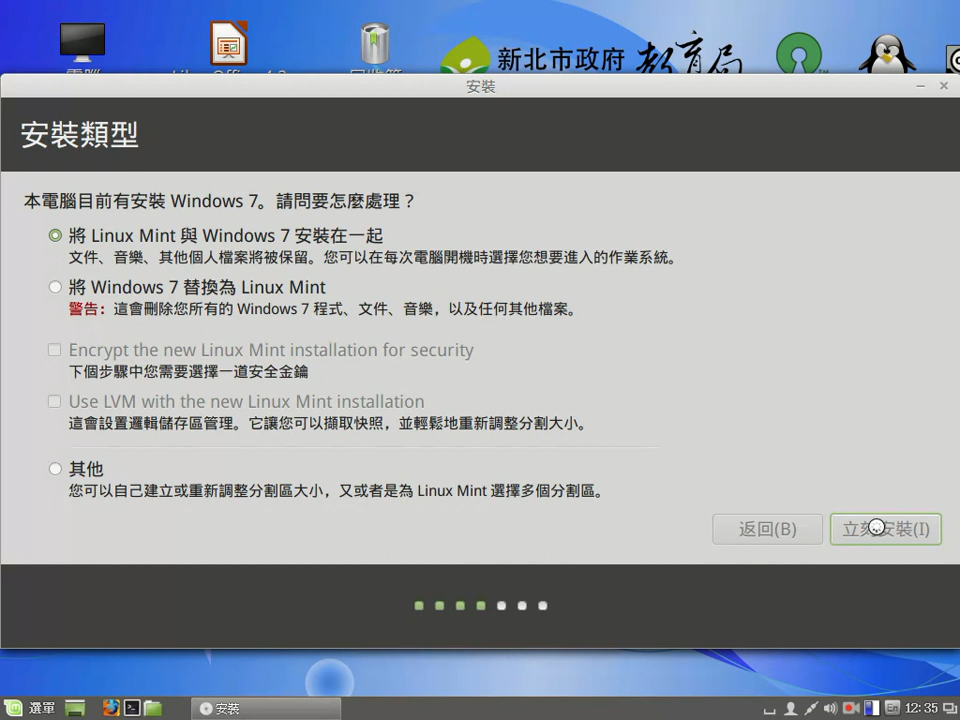 新北市政府 教育局
安裝
安裝類型
本電腦目前有安裝 Windows 7。請問要怎麼處理？
將 Linux Mint 與 Windows 7 安裝在一起
文件、音樂、其他個人檔案將被保留。您可以在每次電腦開機時選擇您想要進入的作業系統。
將 Windows 7 替換為 Linux Mint
警告：這會刪除您所有的 Windows 7 程式、文件、音樂，以及任何其他檔案。
Encrypt the new Linux Mint installation for security
下個步驟中您需要選擇一道安全金鑰
Use LVM with the new Linux Mint installation
這會設置邏輯儲存區管理。它讓您可以擷取快照，並輕鬆地重新調整分割大小。
其他
您可以自己建立或重新調整分割區大小，又或者是為 Linux Mint 選擇多個分割區。
返回(B) 立刻安裝(I)
選單 安裝 En 12:35